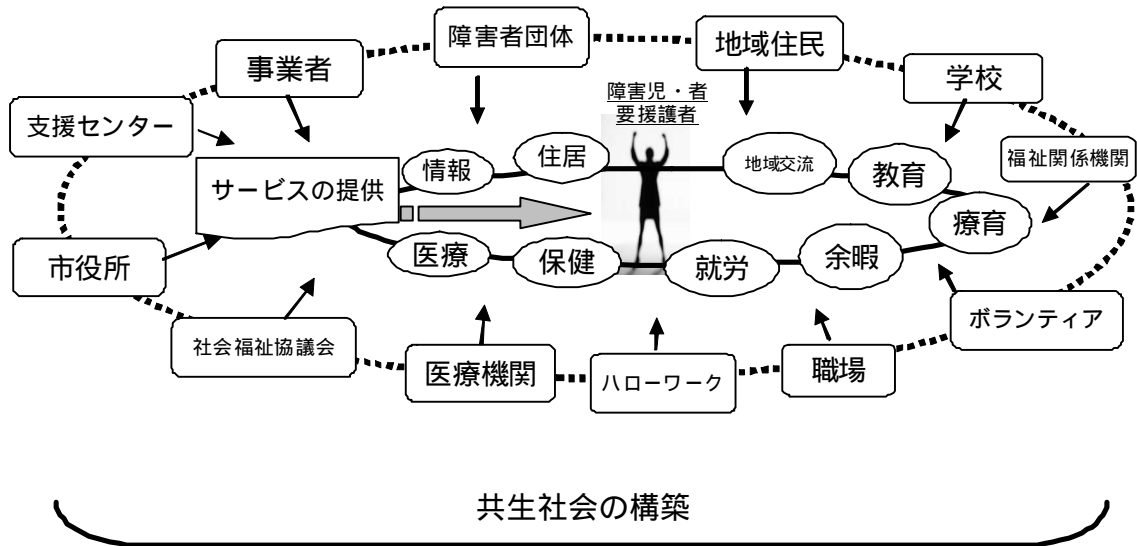 障害者団体
地域住民
事業者
学校
障害児・者
要援護者
支援センター
福祉関係機関
情報
住居
地域交流
教育
サービスの提供
療育
市役所
医療
保健
就労
余暇
ボランティア
社会福祉協議会
医療機関
ハローワーク
職場
共生社会の構築